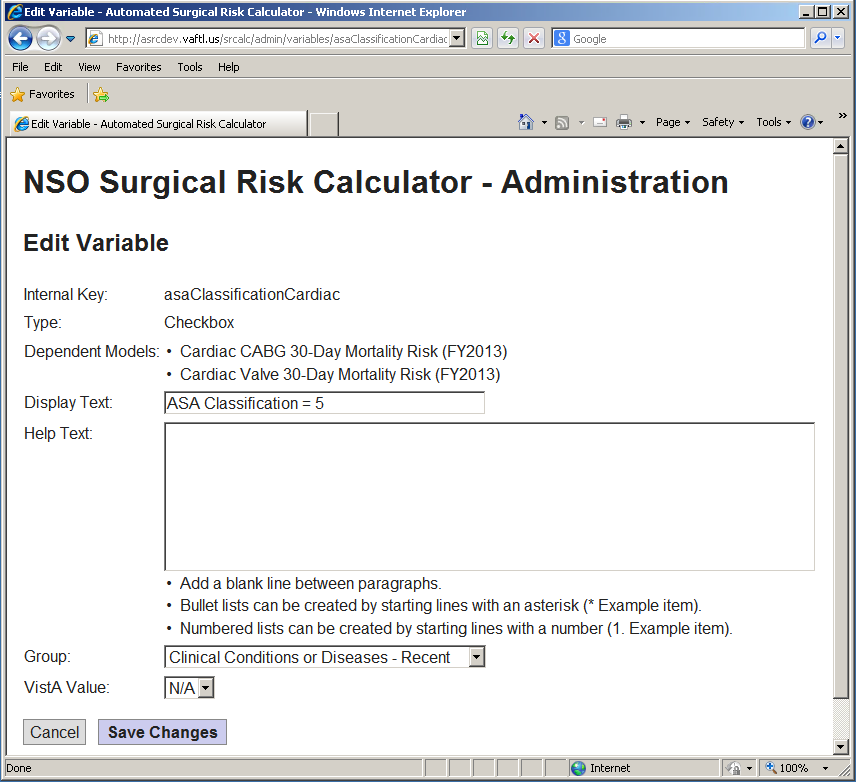 Edit Variable - Automated Surgical Risk Calculator - Windows Internet Explorer
http://asrcdev.vaftl.us/srcalc/admin/variables/asaClassificationCardiac
Google
File Edit View Favorites Tools Help
Favorites
Edit Variable - Automated Surgical Risk Calculator
Page Safety Tools »
NSO Surgical Risk Calculator - Administration
Edit Variable
Internal Key: asaClassificationCardiac
Type: Checkbox
Dependent Models: • Cardiac CABG 30-Day Mortality Risk (FY2013)
• Cardiac Valve 30-Day Mortality Risk (FY2013)
Display Text: ASA Classification = 5
Help Text:
• Add a blank line between paragraphs.
• Bullet lists can be created by starting lines with an asterisk (* Example item).
• Numbered lists can be created by starting lines with a number (1. Example item).
Group: Clinical Conditions or Diseases - Recent
VistA Value: N/A
Cancel Save Changes
Done Internet 100%